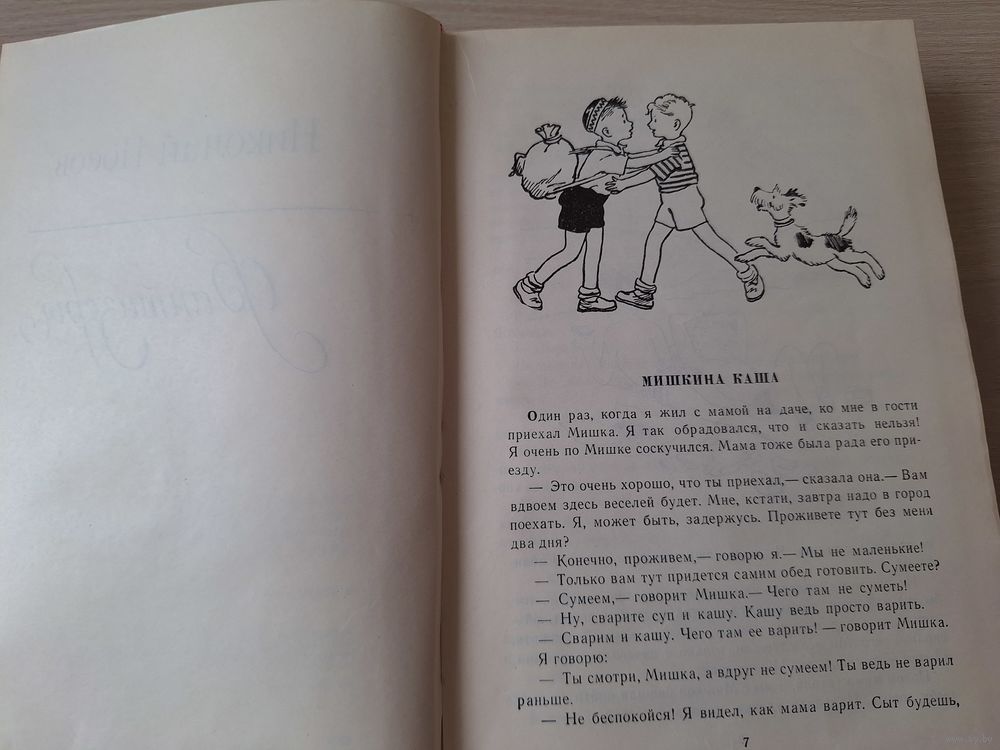 Николай Носов
Фантазеры
МИШКИНА КАША
Один раз, когда я жил с мамой на даче, ко мне в гости
приехал Мишка. Я так обрадовался, что и сказать нельзя!
Я очень по Мишке соскучился. Мама тоже была рада его при-
езду.
— Это очень хорошо, что ты приехал,— сказала она.— Вам
вдвоем здесь веселей будет. Мне, кстати, завтра надо в город
поехать. Я, может быть, задержусь. Проживете тут без меня
два дня?
— Конечно, проживем,— говорю я.— Мы не маленькие!
— Только вам тут придется самим обед готовить. Сумеете?
— Сумеем,— говорит Мишка.— Чего там не суметь!
— Ну, сварите суп и кашу. Кашу ведь просто варить.
— Сварим и кашу. Чего там ее варить! — говорит Мишка.
Я говорю:
— Ты смотри, Мишка, а вдруг не сумеем! Ты ведь не варил
раньше.
— Не беспокойся! Я видел, как мама варит. Сыт будешь,
7